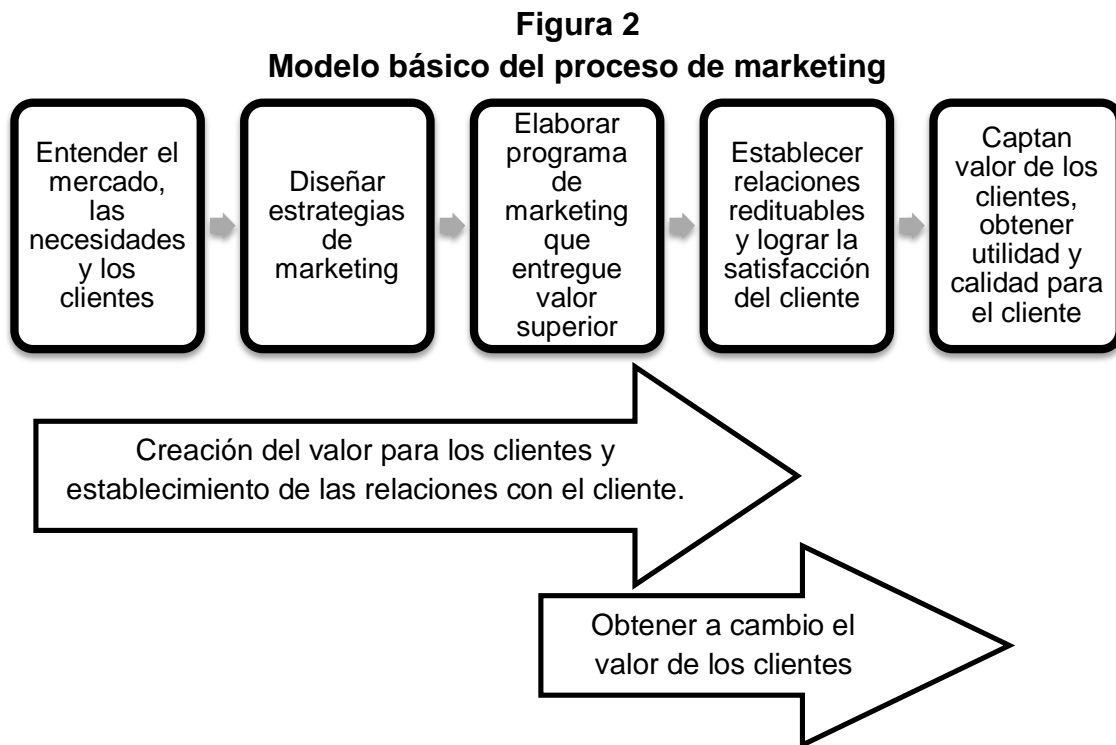 Figura 2
Modelo básico del proceso de marketing
Entender el
mercado,
las
necesidades
y los
clientes
Diseñar
estrategias
de
marketing
Elaborar
programa
de
marketing
que
entregue
valor
superior
Establecer
relaciones
redituables
y lograr la
satisfacción
del cliente
Captan
valor de los
clientes,
obtener
utilidad y
calidad para
el cliente
Creación del valor para los clientes y
establecimiento de las relaciones con el cliente.
Obtener a cambio el
valor de los clientes